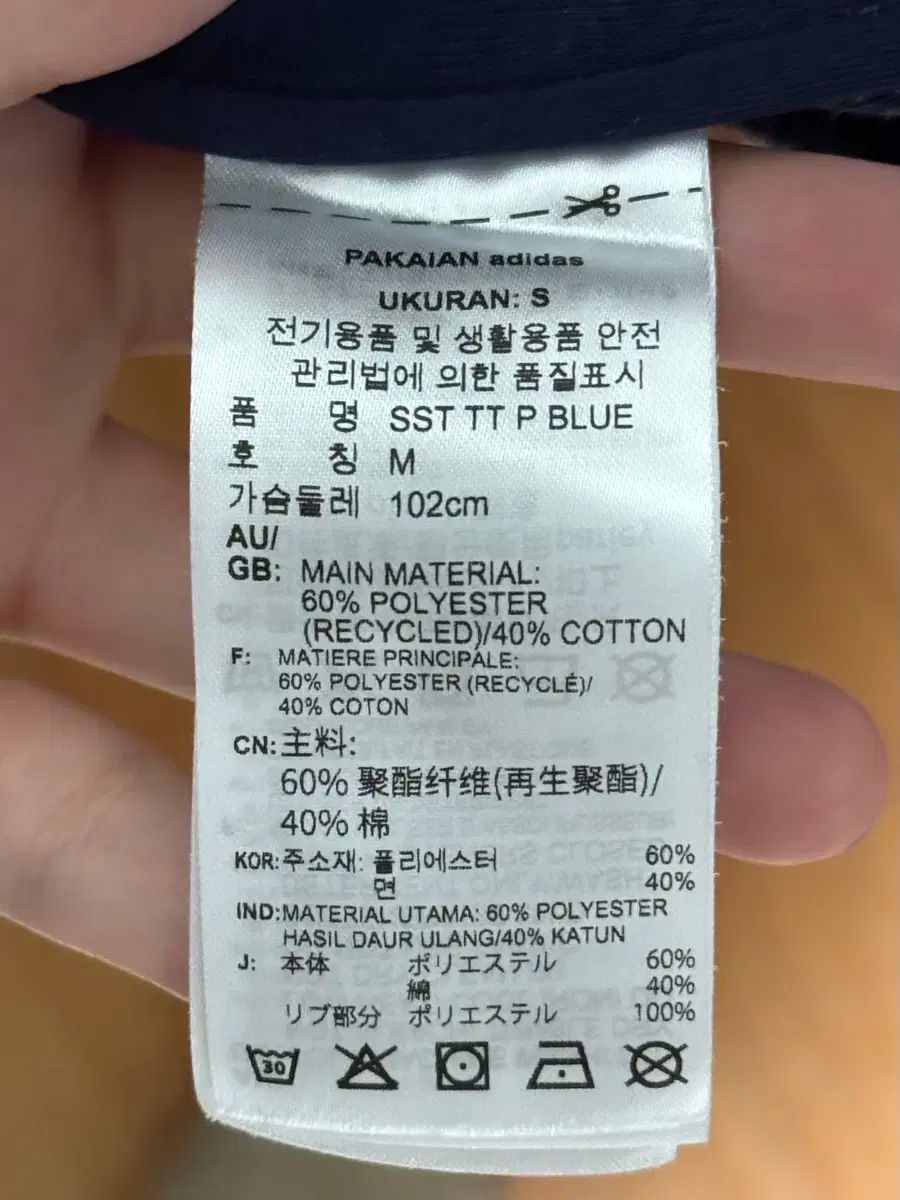 PAKAIAN adidas
UKURAN: S
전기용품 및 생활용품 안전
관리법에 의한 품질표시
품 명 SST TT P BLUE
호 칭 M
가슴둘레 102cm
AU/
GB: MAIN MATERIAL:
60% POLYESTER
(RECYCLED)/40% COTTON
F: MATIERE PRINCIPALE:
60% POLYESTER (RECYCLÉ)/
40% COTON
CN: 主料:
60% 聚酯纤维(再生聚酯)/
40% 棉
KOR: 주소재: 폴리에스터 60%
면 40%
IND: MATERIAL UTAMA: 60% POLYESTER
HASIL DAUR ULANG/40% KATUN
J: 本体 ポリエステル 60%
綿 40%
リブ部分 ポリエステル 100%
30